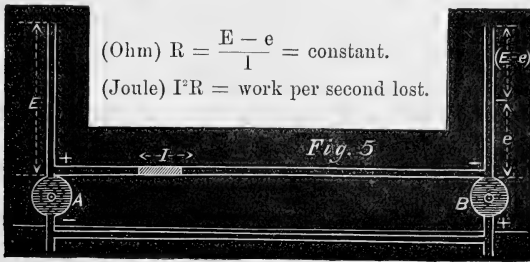 (Ohm) R = E − e / I = constant.
(Joule) I²R = work per second lost.
E
(E-e)
<-I->
Fig. 5
+
-
e
A
B
-
+